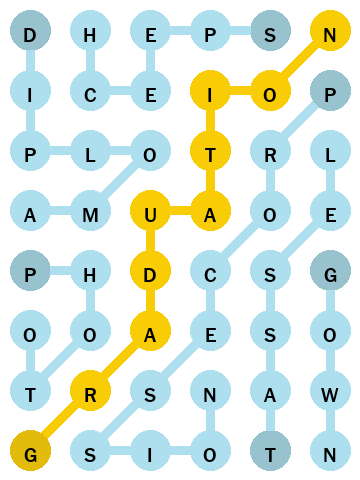 D H E P S N
I C E I O P
P L O T R L
A M U A O E
P H D C S G
O O A E S O
T R S N A W
G S I O T N